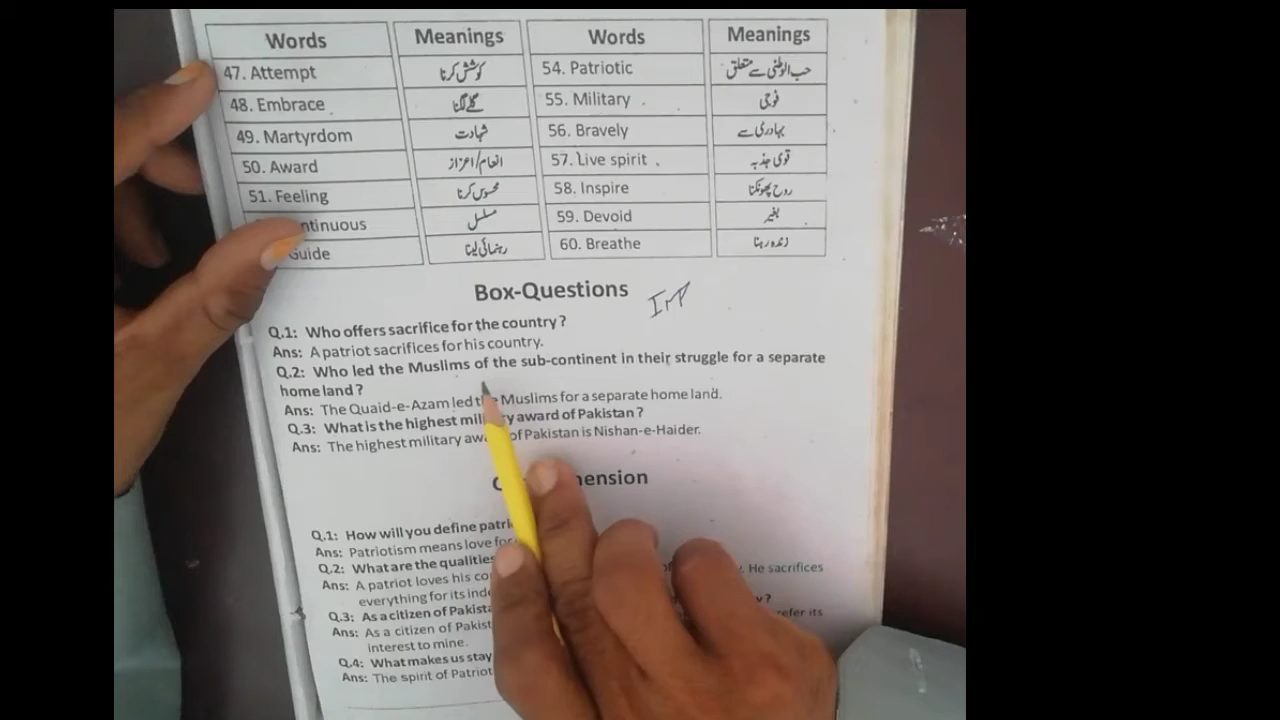 Words Meanings Words Meanings
47. Attempt کوشش کرنا 54. Patriotic حب الوطنی سے متعلق
48. Embrace گلے لگنا 55. Military فوجی
49. Martyrdom شہادت 56. Bravely بہادری سے
50. Award انعام/اعزاز 57. Live spirit قومی جذبہ
51. Feeling محسوس کرنا 58. Inspire روح پھونکنا
ntinuous مسلسل 59. Devoid بغیر
Guide رہنمائی لینا 60. Breathe زندہ رہنا
Box-Questions
Imp
Q.1: Who offers sacrifice for the country?
Ans: A patriot sacrifices for his country.
Q.2: Who led the Muslims of the sub-continent in their struggle for a separate
home land?
Ans: The Quaid-e-Azam led the Muslims for a separate home land.
Q.3: What is the highest military award of Pakistan?
Ans: The highest military award of Pakistan is Nishan-e-Haider.
hension
Q.1: How will you define patri
Ans: Patriotism means love for
Q.2: What are the qualities
Ans: A patriot loves his co He sacrifices
everything for its inde
Q.3: As a citizen of Pakista y?
Ans: As a citizen of Pakist refer its
interest to mine.
Q.4: What makes us stay
Ans: The spirit of Patriot